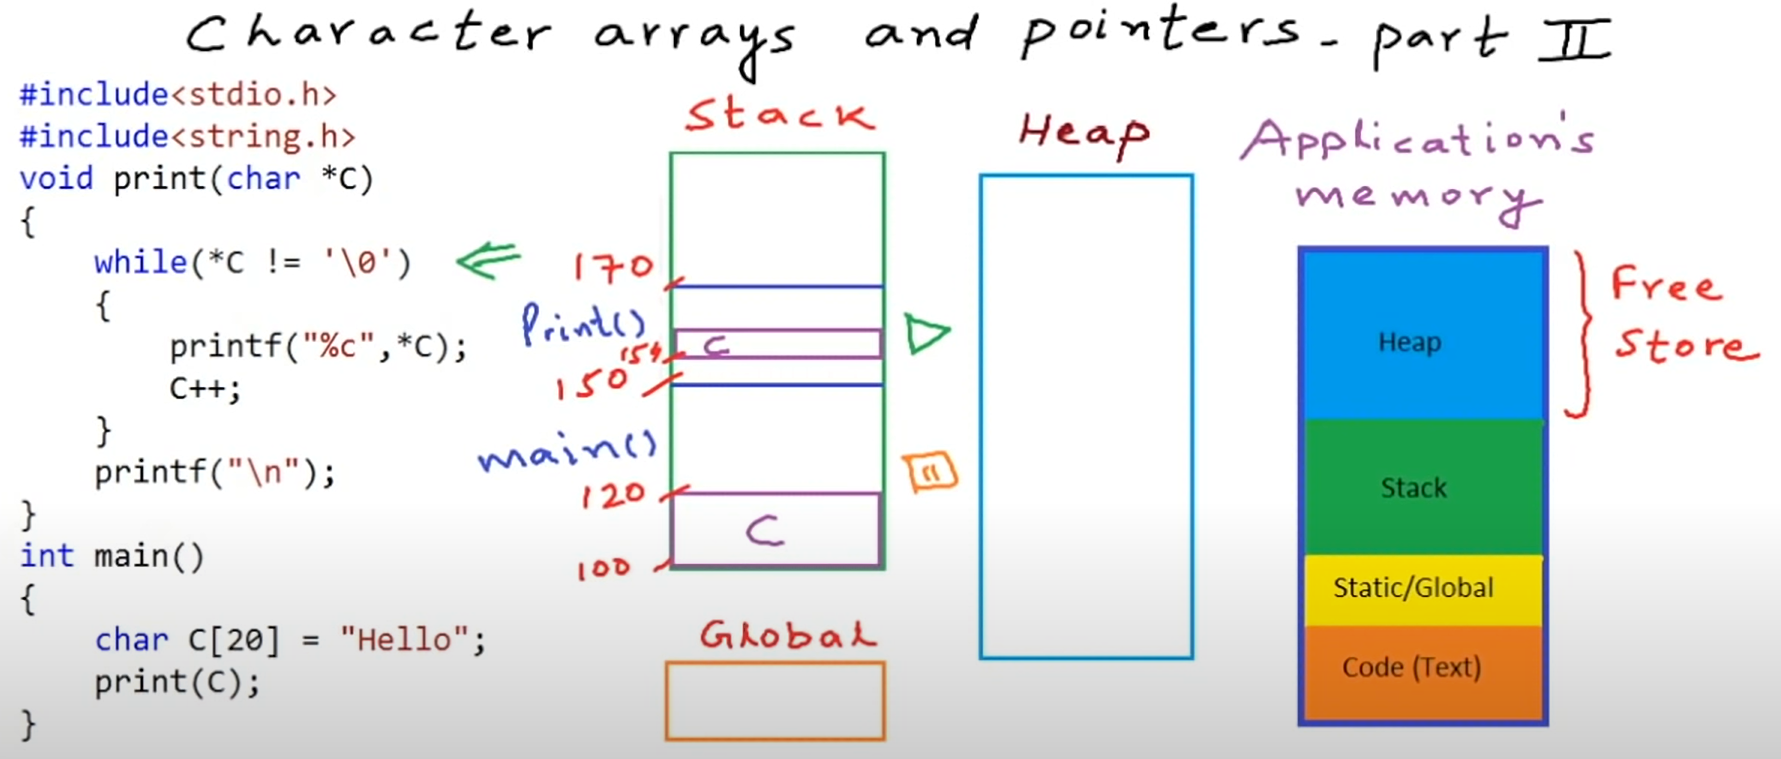 Character arrays and pointers - part II
#include<stdio.h>
#include<string.h>
void print(char *C)
{
while(*C != '\0')
{
printf("%c",*C);
C++;
}
printf("\n");
}
int main()
{
char C[20] = "Hello";
print(C);
}
Stack
170
Print()
C
154
150
main()
120
C
100
Global
Heap
Application's
memory
Heap
Stack
Static/Global
Code (Text)
Free
Store